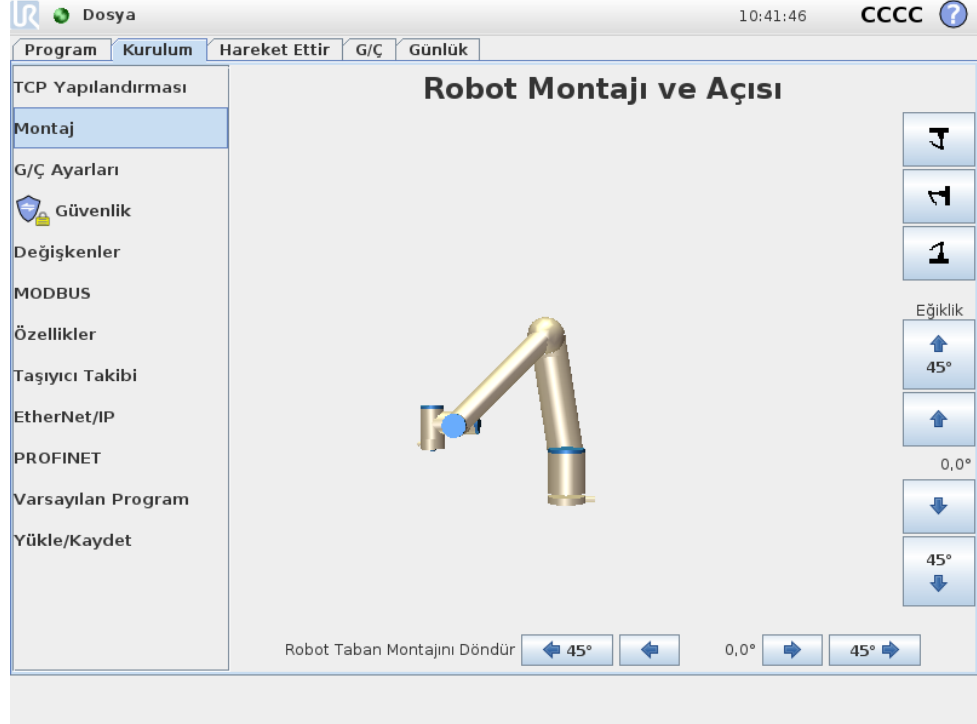 UR Dosya 10:41:46 CCCC ?
Program Kurulum Hareket Ettir G/Ç Günlük
TCP Yapılandırması
Robot Montajı ve Açısı
Montaj
G/Ç Ayarları
Güvenlik
Değişkenler
MODBUS
Özellikler
Eğiklik
Taşıyıcı Takibi
45°
EtherNet/IP
PROFINET
0,0°
Varsayılan Program
Yükle/Kaydet
45°
Robot Taban Montajını Döndür 45° 0,0° 45°